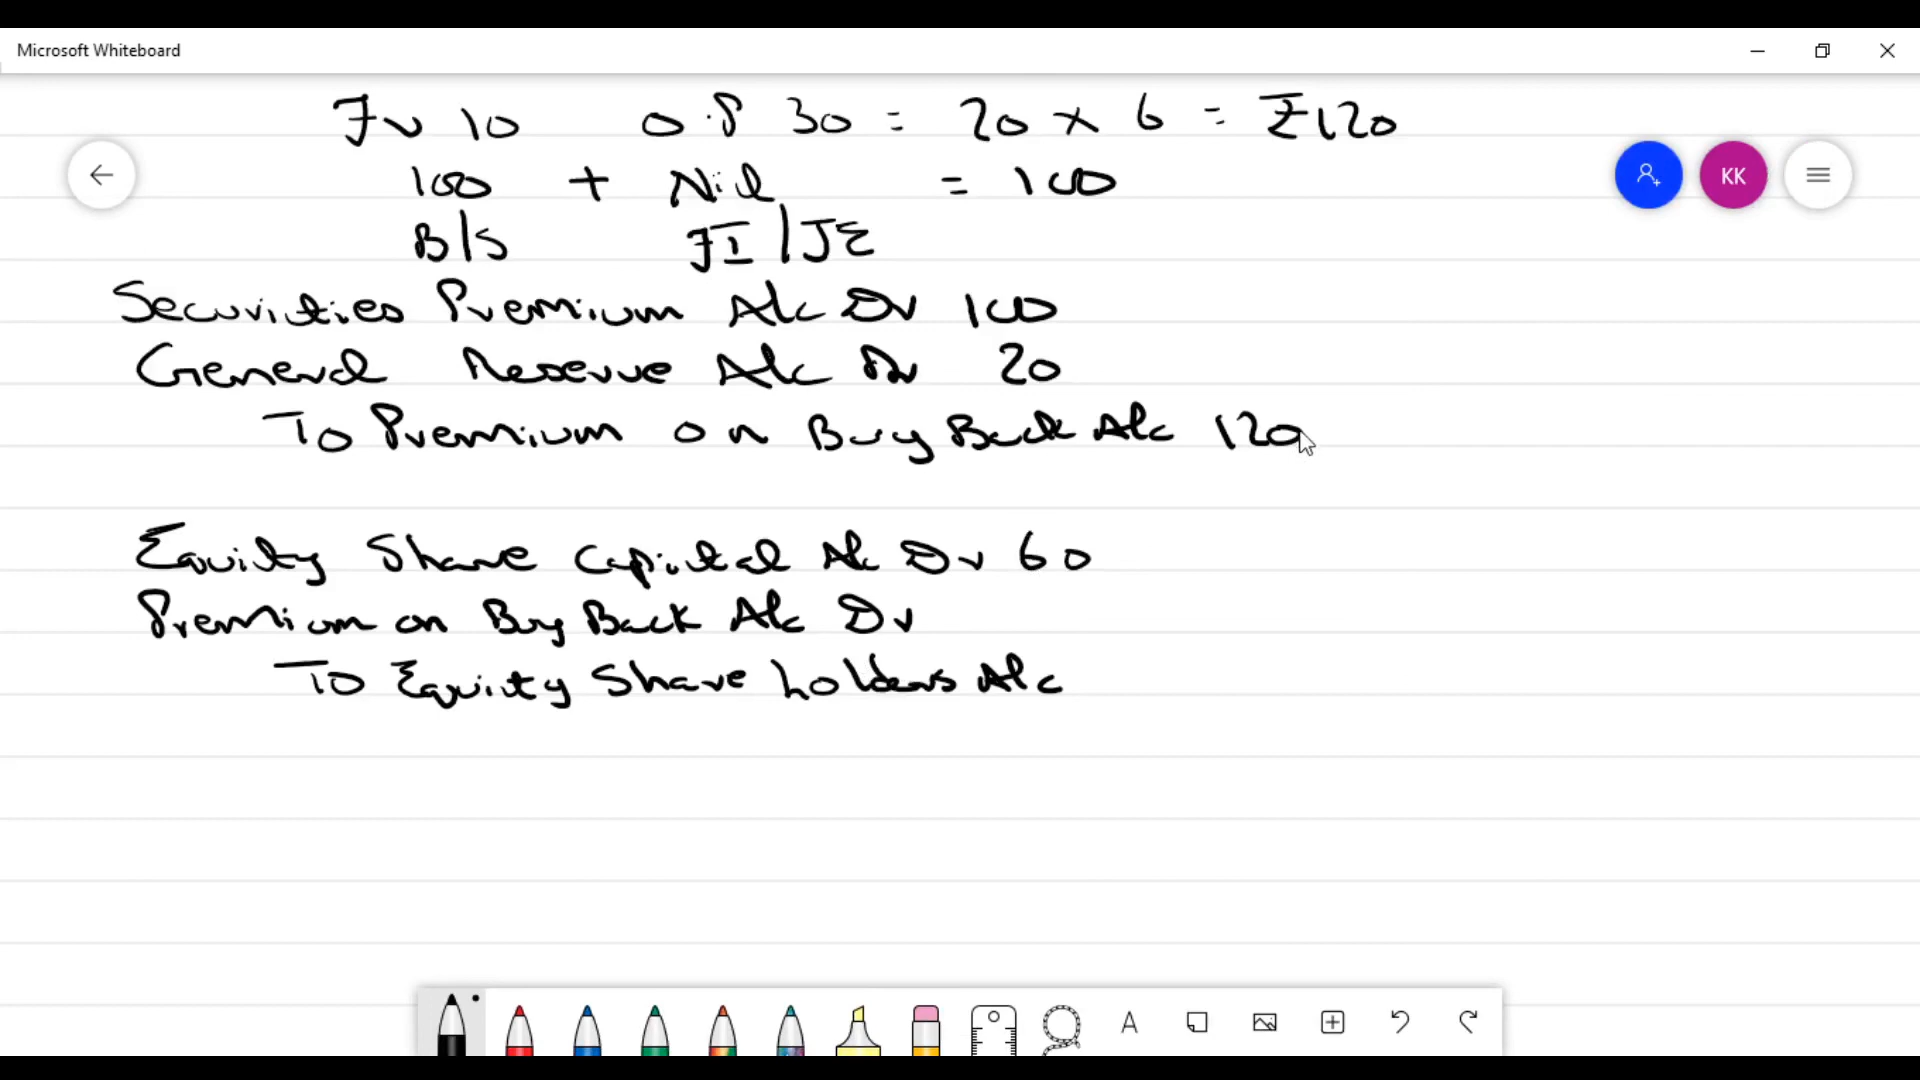 Microsoft Whiteboard
FV 10 O.P 30 = 20 x 6 = ₹120
100 + Nil = 100
B/S FI / JE
KK
Securities Premium A/c Dr 100
General Reserve A/c Dr 20
To Premium on Buy Back A/c 120
Equity Share Capital A/c Dr 60
Premium on Buy Back A/c Dr
To Equity Share holders A/c